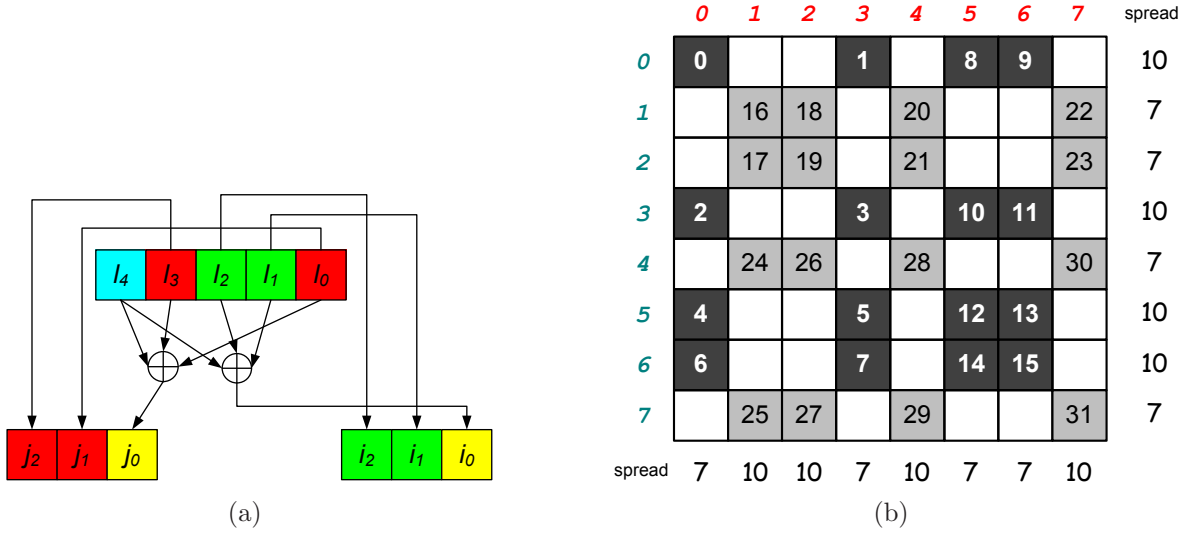 0 1 2 3 4 5 6 7 spread
0 0 1 8 9 10
1 16 18 20 22 7
2 17 19 21 23 7
3 2 3 10 11 10
4 24 26 28 30 7
5 4 5 12 13 10
6 6 7 14 15 10
7 25 27 29 31 7
spread 7 10 10 7 10 7 7 10
l4 l3 l2 l1 l0
j2 j1 j0 i2 i1 i0
(a) (b)